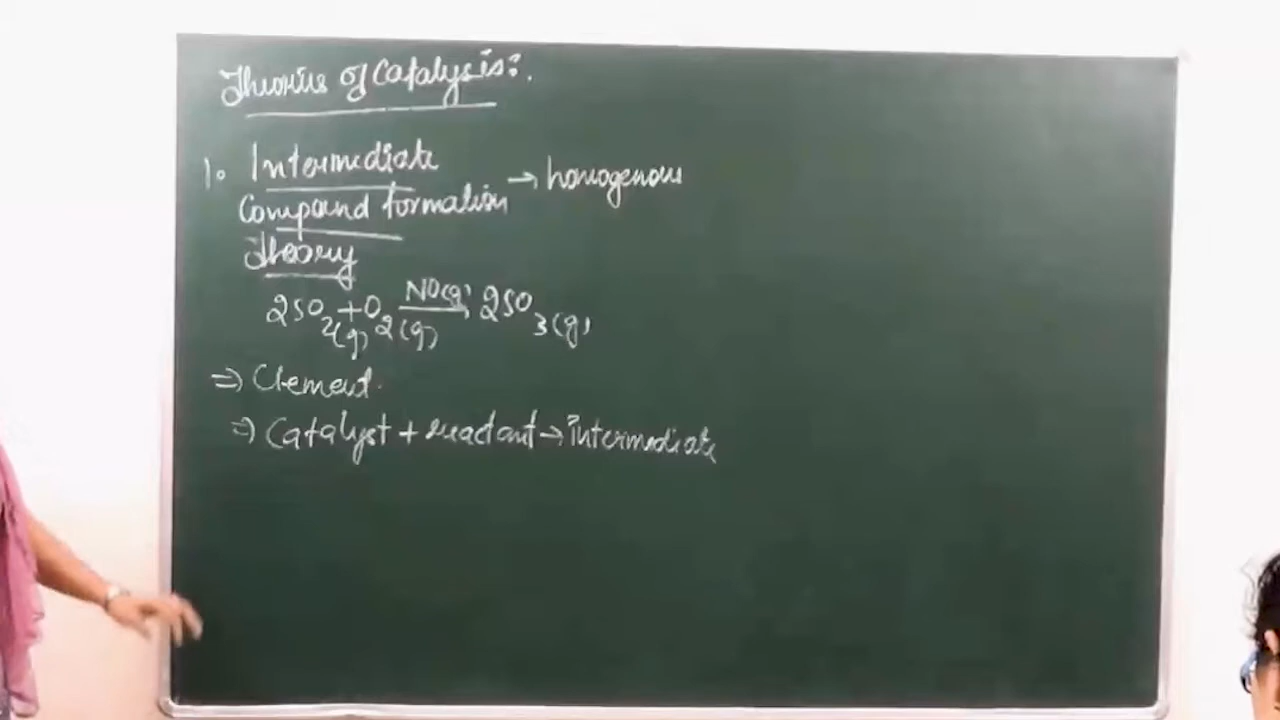 Theories of Catalysis:.
1. Intermediate
Compound formation → homogenous
Theory
2SO2(g) + O2(g) NO(g) → 2SO3(g)
⇒ Clement.
⇒ Catalyst + reactant → intermediate